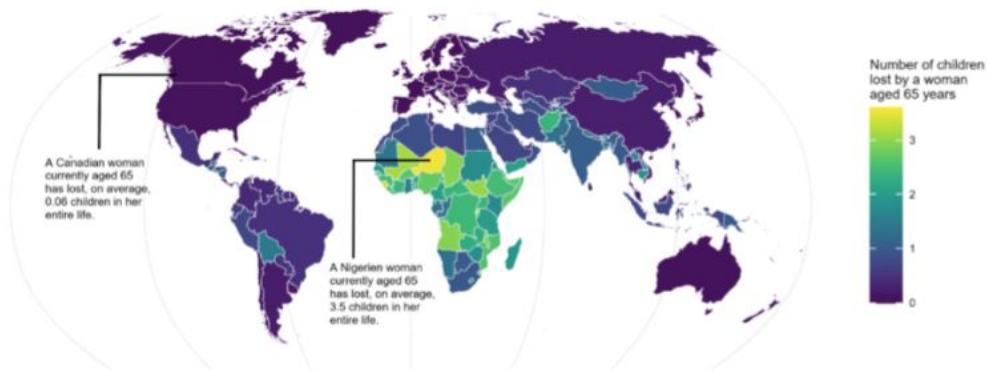 Number of children
lost by a woman
aged 65 years
3
2
1
0
A Canadian woman
currently aged 65
has lost, on average,
0.06 children in her
entire life.
A Nigerien woman
currently aged 65
has lost, on average,
3.5 children in her
entire life.